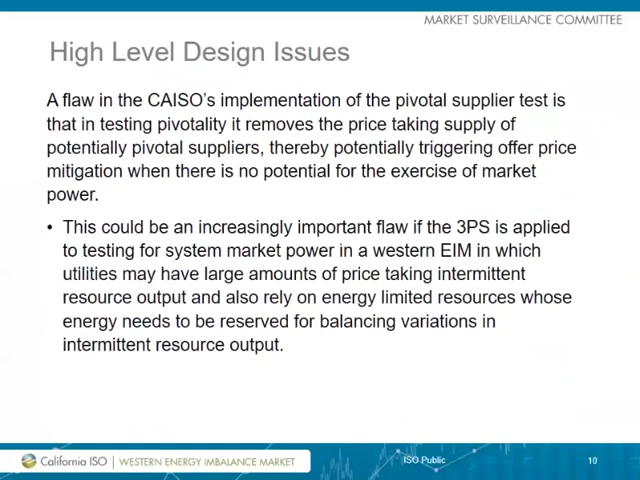 MARKET SURVEILLANCE COMMITTEE
High Level Design Issues
A flaw in the CAISO's implementation of the pivotal supplier test is
that in testing pivotality it removes the price taking supply of
potentially pivotal suppliers, thereby potentially triggering offer price
mitigation when there is no potential for the exercise of market
power.
• This could be an increasingly important flaw if the 3PS is applied
to testing for system market power in a western EIM in which
utilities may have large amounts of price taking intermittent
resource output and also rely on energy limited resources whose
energy needs to be reserved for balancing variations in
intermittent resource output.
California ISO | WESTERN ENERGY IMBALANCE MARKET
ISO Public
10